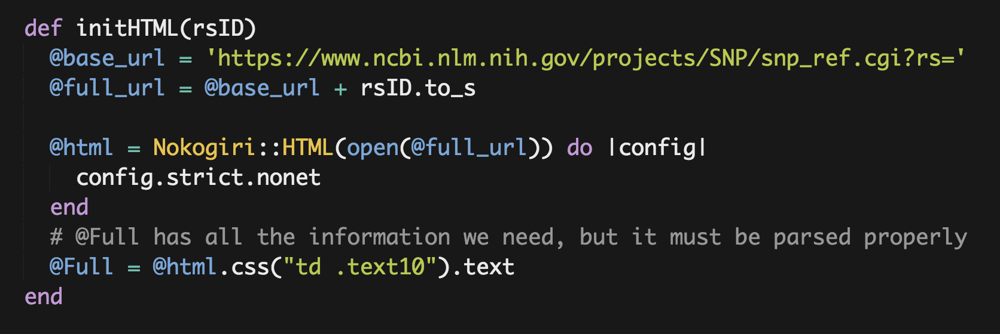 def initHTML(rsID)
  @base_url = 'https://www.ncbi.nlm.nih.gov/projects/SNP/snp_ref.cgi?rs='
  @full_url = @base_url + rsID.to_s

  @html = Nokogiri::HTML(open(@full_url)) do |config|
    config.strict.nonet
  end
  # @Full has all the information we need, but it must be parsed properly
  @Full = @html.css("td .text10").text
end